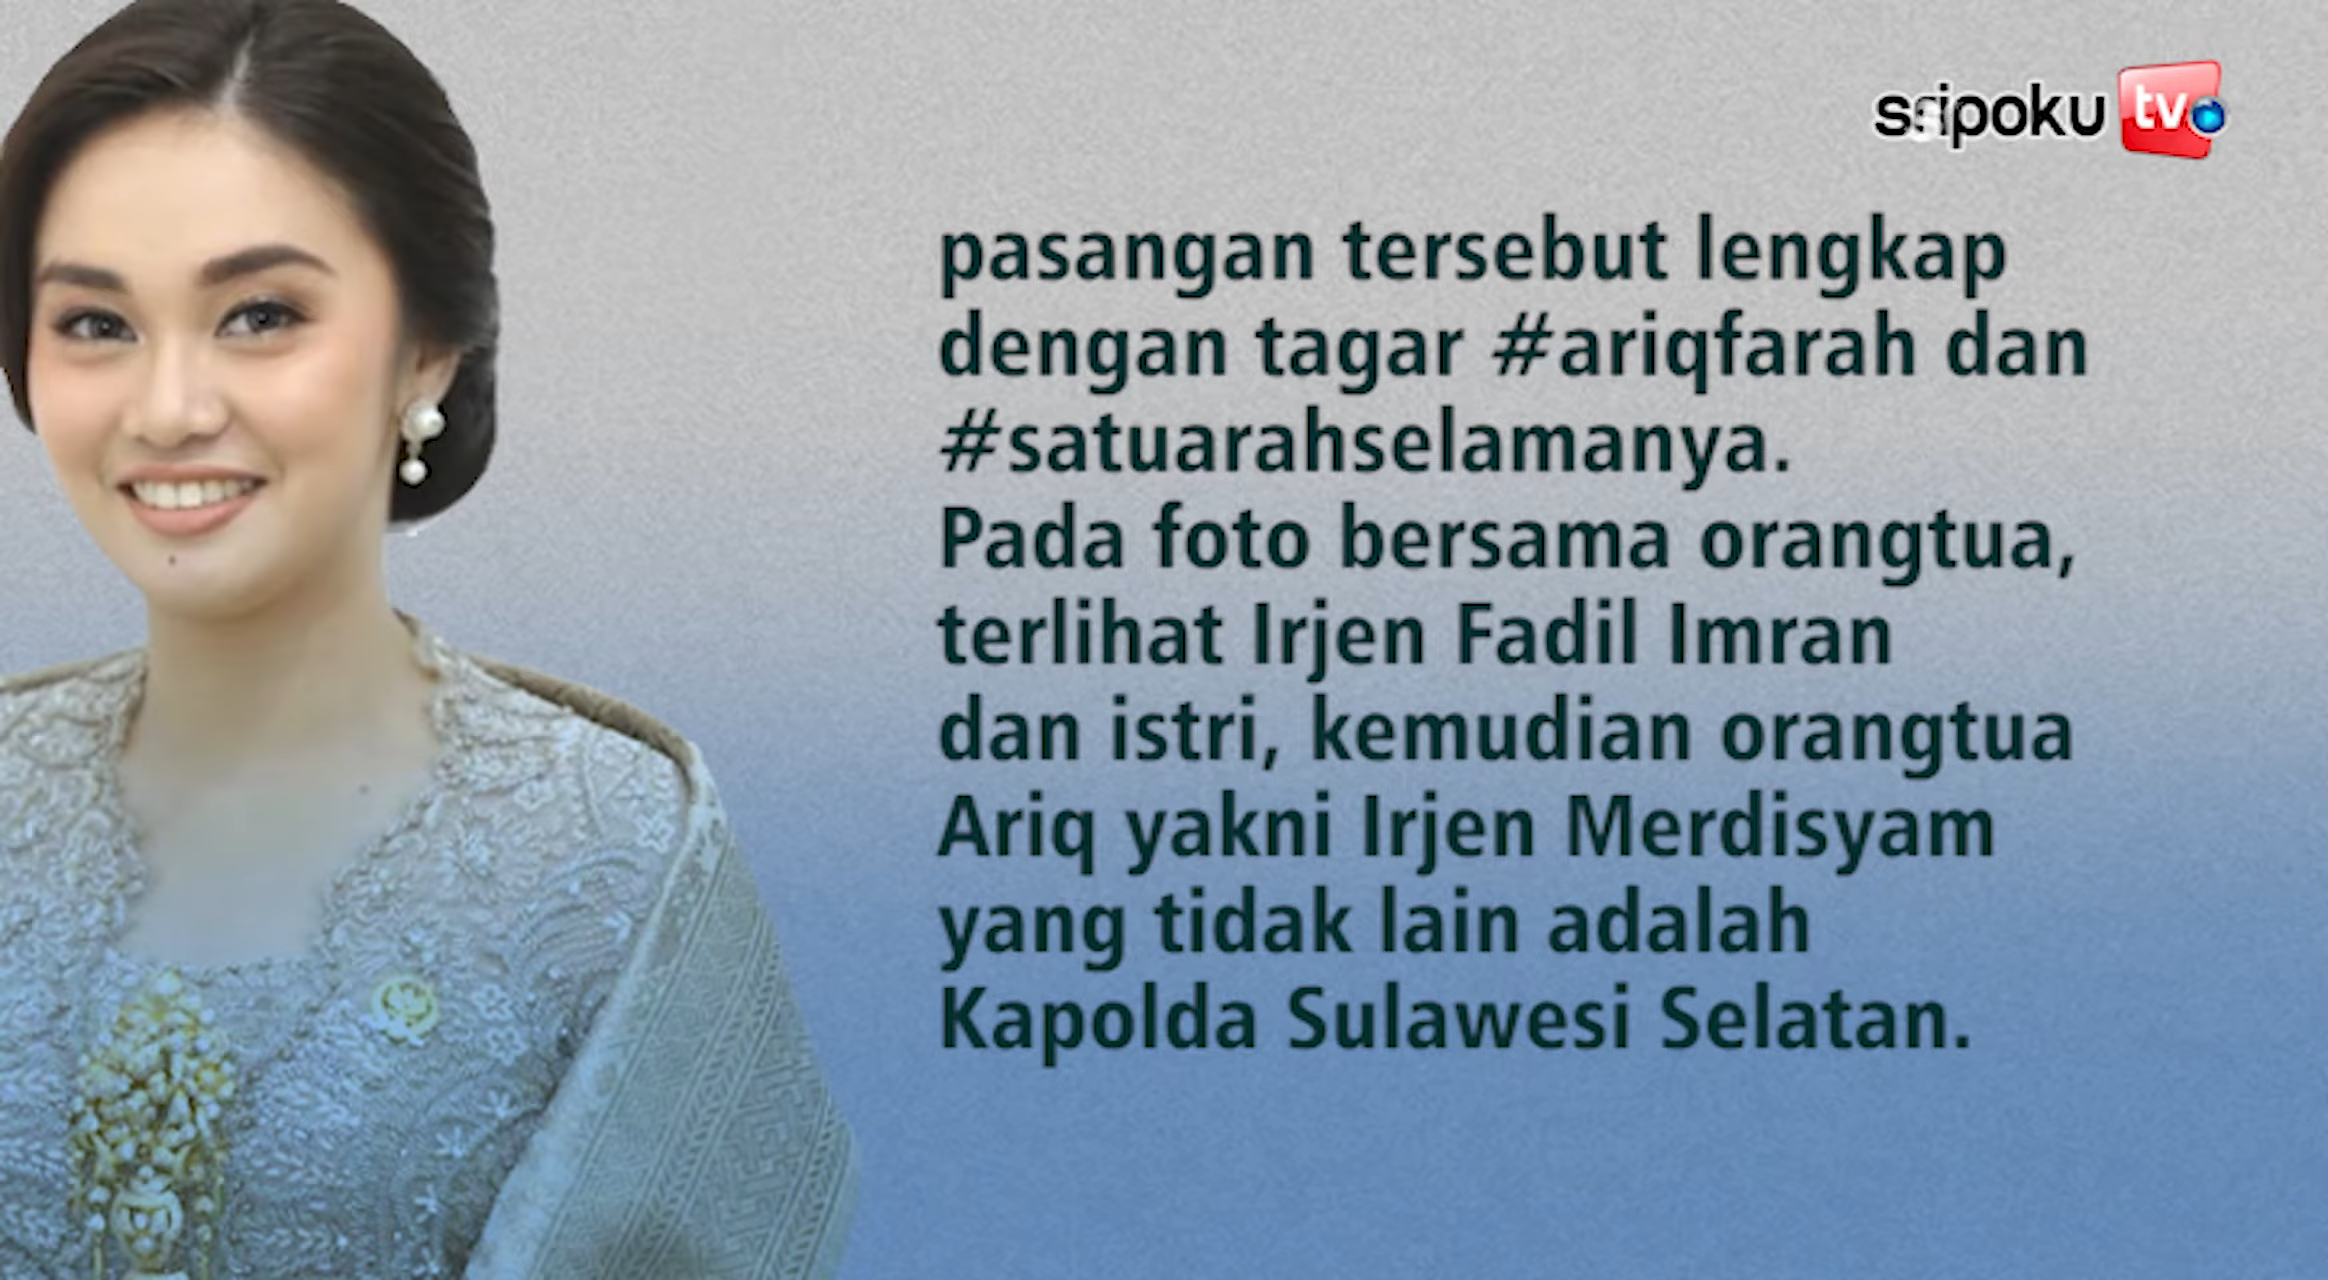 sripoku tv
pasangan tersebut lengkap
dengan tagar #ariqfarah dan
#satuarahselamanya.
Pada foto bersama orangtua,
terlihat Irjen Fadil Imran
dan istri, kemudian orangtua
Ariq yakni Irjen Merdisyam
yang tidak lain adalah
Kapolda Sulawesi Selatan.